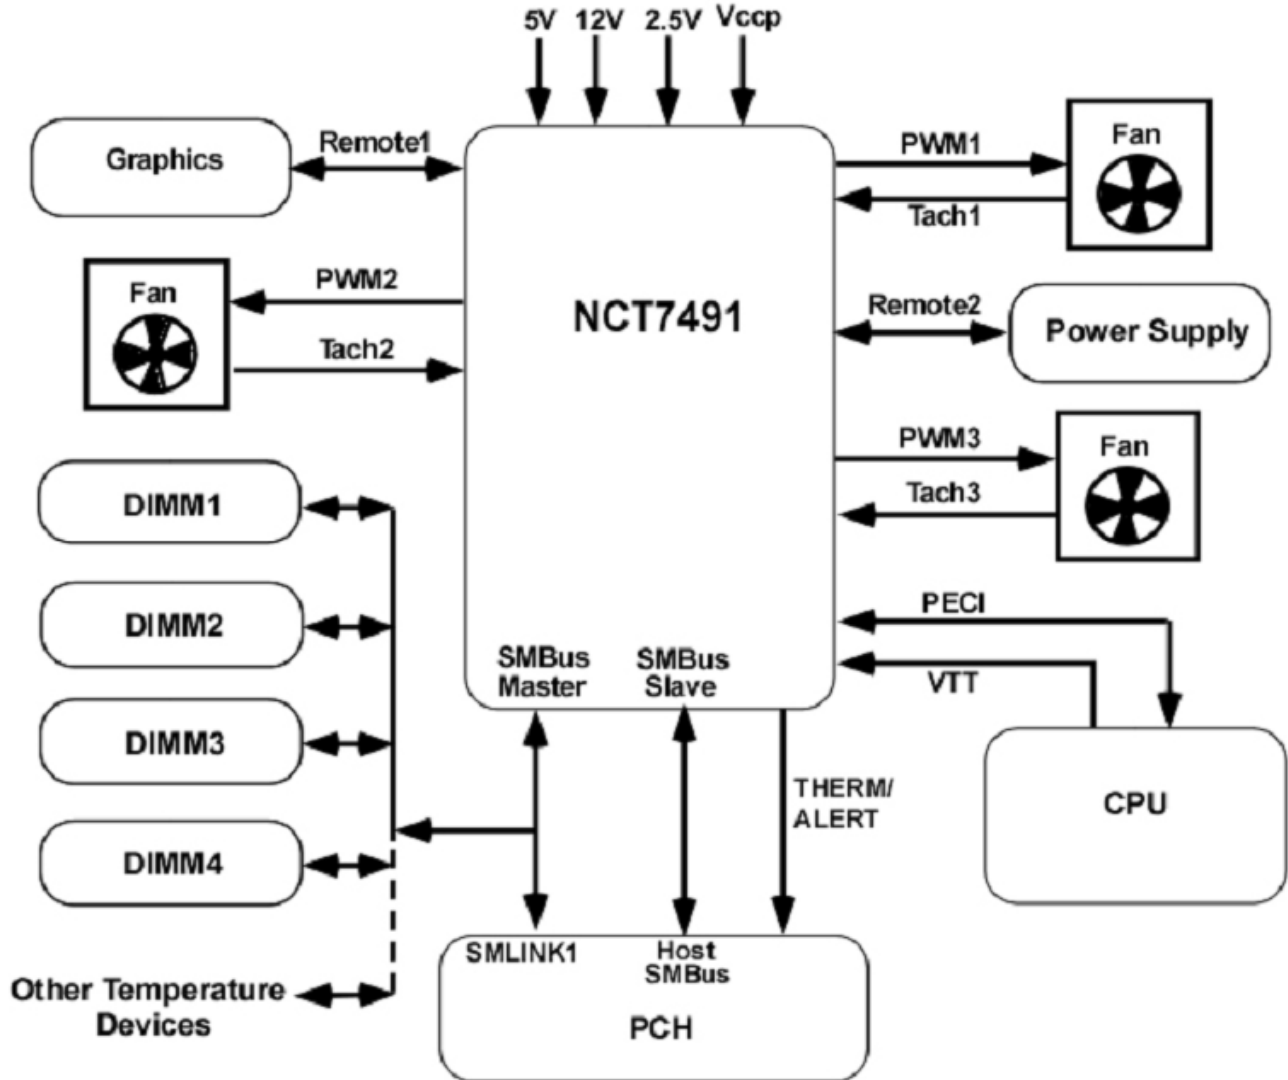 5V 12V 2.5V Vccp
Graphics
Remote1
PWM1
Fan
Tach1
Fan
PWM2
Tach2
NCT7491
Remote2
Power Supply
PWM3
Fan
Tach3
DIMM1
DIMM2
DIMM3
DIMM4
Other Temperature
Devices
SMBus
Master
SMBus
Slave
PECI
VTT
CPU
THERM/
ALERT
SMLINK1
Host
SMBus
PCH